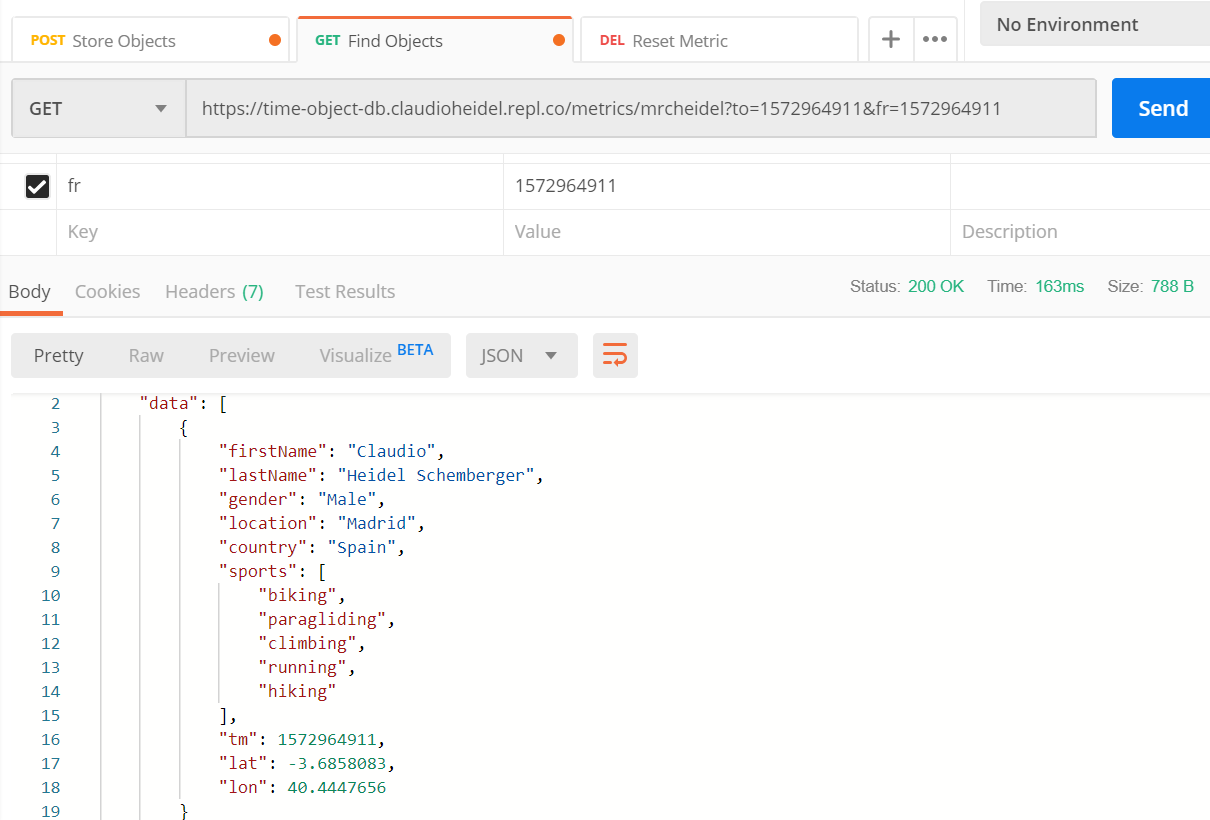 POST Store Objects GET Find Objects DEL Reset Metric + ••• No Environment
GET https://time-object-db.claudioheidel.repl.co/metrics/mrcheidel?to=1572964911&fr=1572964911 Send
fr 1572964911
Key Value Description
Body Cookies Headers (7) Test Results Status: 200 OK Time: 163ms Size: 788 B
Pretty Raw Preview Visualize BETA JSON
2 "data": [
3 {
4 "firstName": "Claudio",
5 "lastName": "Heidel Schemberger",
6 "gender": "Male",
7 "location": "Madrid",
8 "country": "Spain",
9 "sports": [
10 "biking",
11 "paragliding",
12 "climbing",
13 "running",
14 "hiking"
15 ],
16 "tm": 1572964911,
17 "lat": -3.6858083,
18 "lon": 40.4447656
19 }